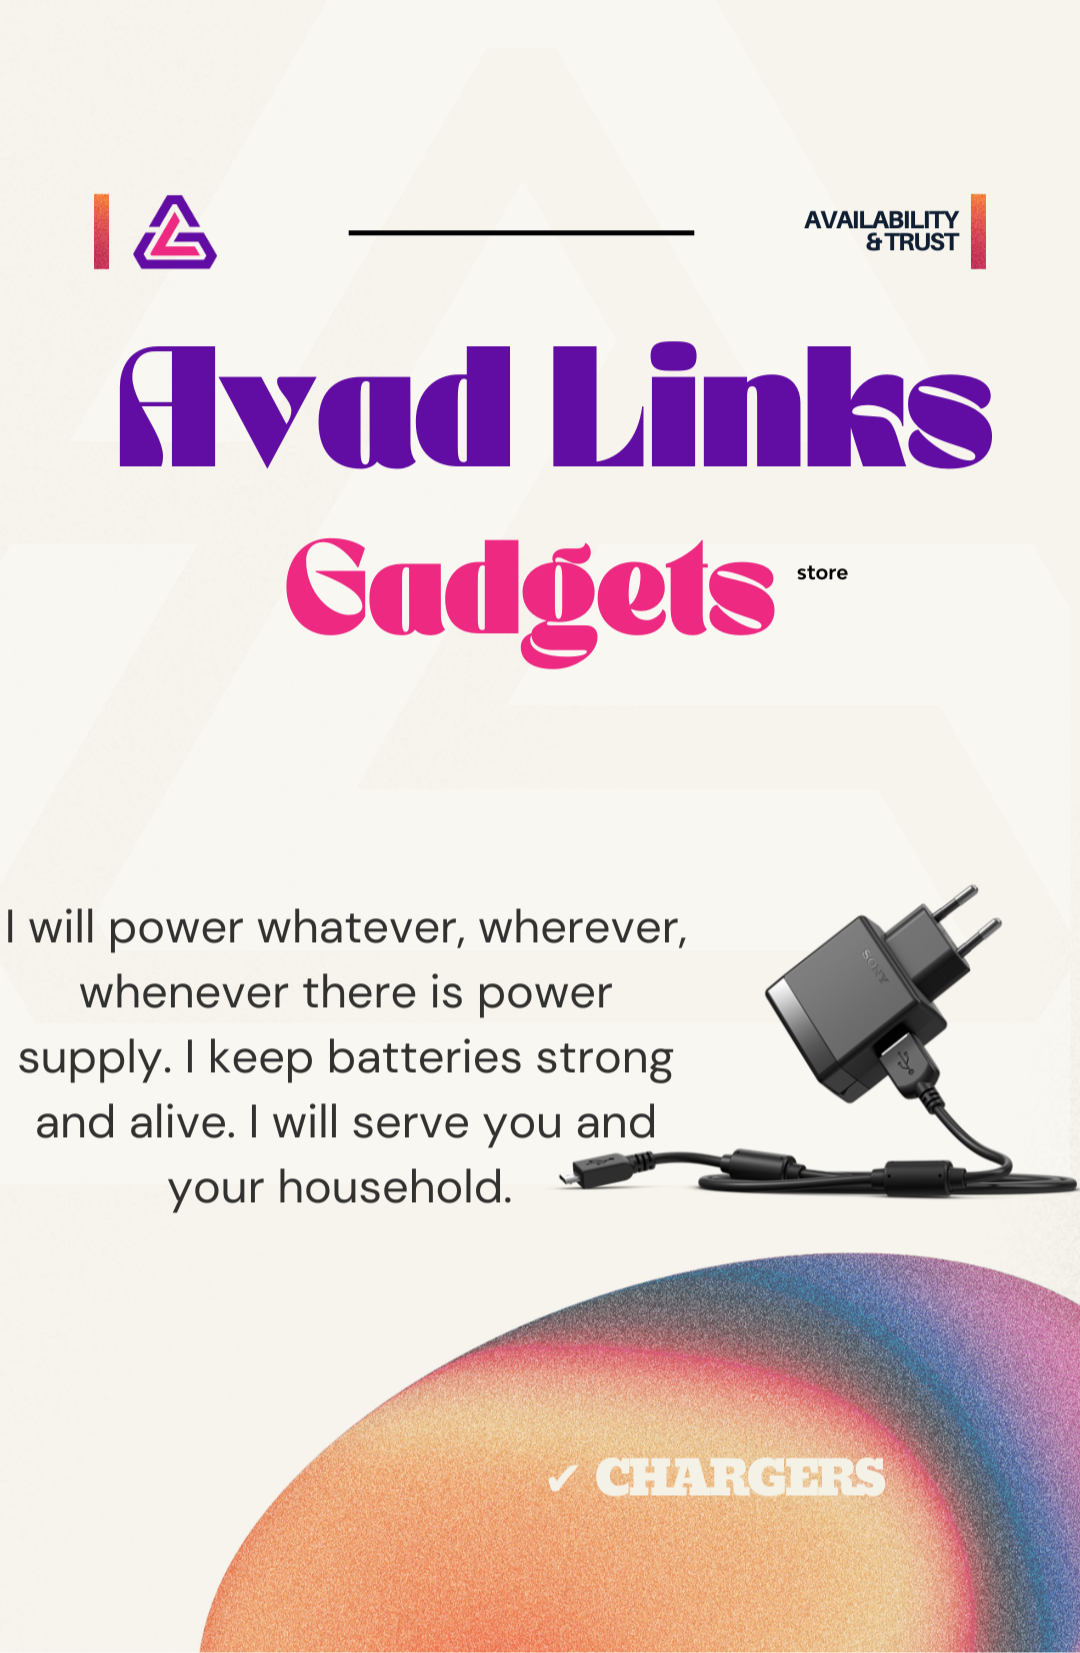 AVAILABILITY
& TRUST
Avad Links
Gadgets store
I will power whatever, wherever,
whenever there is power
supply. I keep batteries strong
and alive. I will serve you and
your household.
SONY
✓ CHARGERS